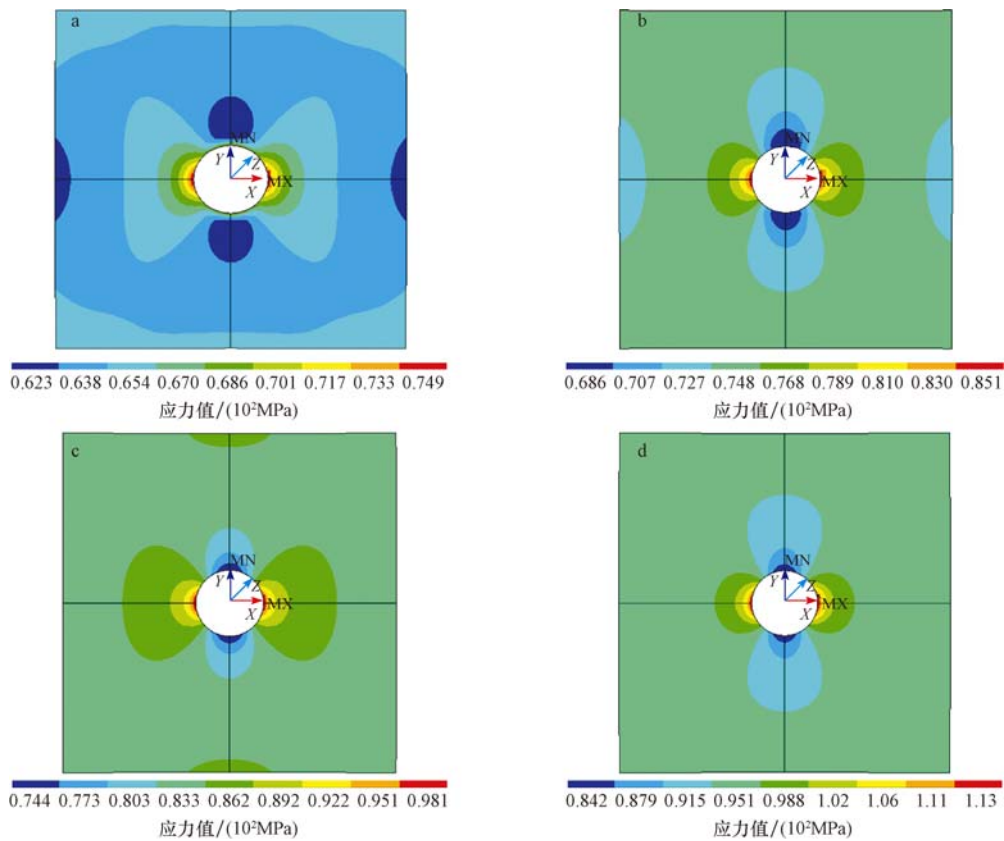 a
MN
Y
Z
X
MX
0.623 0.638 0.654 0.670 0.686 0.701 0.717 0.733 0.749
应力值/(10²MPa)
b
MN
Y
Z
X
MX
0.686 0.707 0.727 0.748 0.768 0.789 0.810 0.830 0.851
应力值/(10²MPa)
c
MN
Y
Z
X
MX
0.744 0.773 0.803 0.833 0.862 0.892 0.922 0.951 0.981
应力值/(10²MPa)
d
MN
Y
Z
X
MX
0.842 0.879 0.915 0.951 0.988 1.02 1.06 1.11 1.13
应力值/(10²MPa)